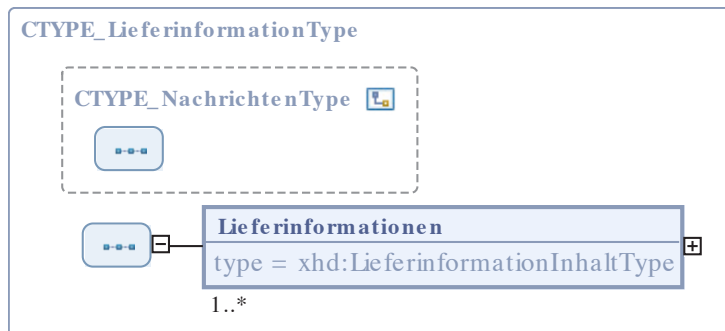 CTYPE_LieferinformationType
CTYPE_NachrichtenType
Lieferinformationen
type = xhd:LieferinformationInhaltType
1..*